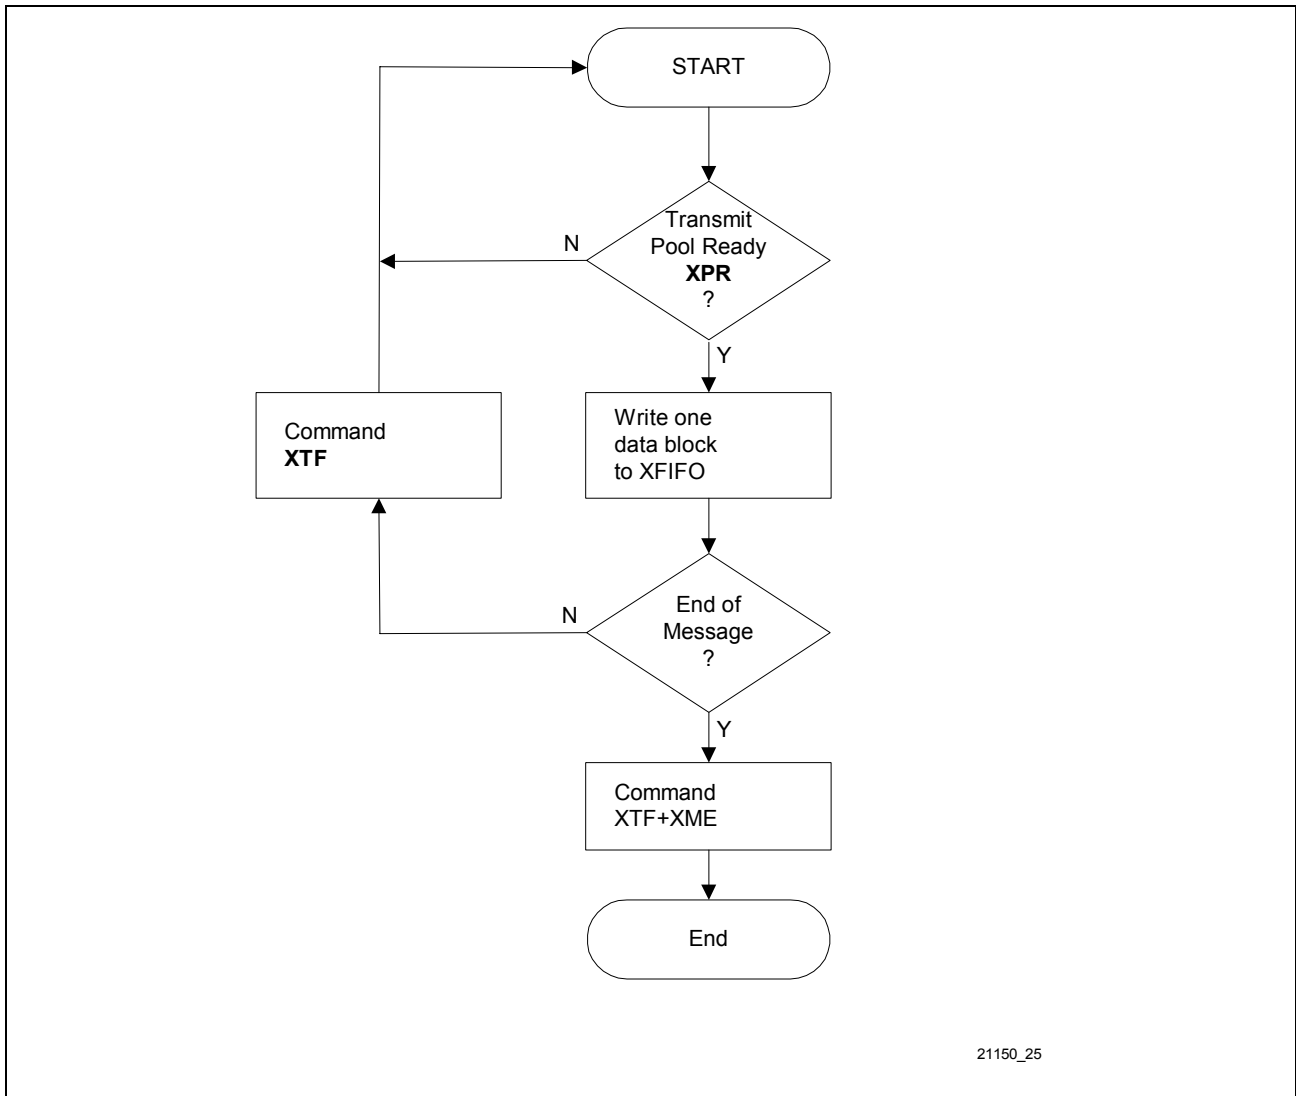 START
Transmit
Pool Ready
XPR
?
N
Y
Command
XTF
Write one
data block
to XFIFO
End of
Message
?
N
Y
Command
XTF+XME
End
21150_25